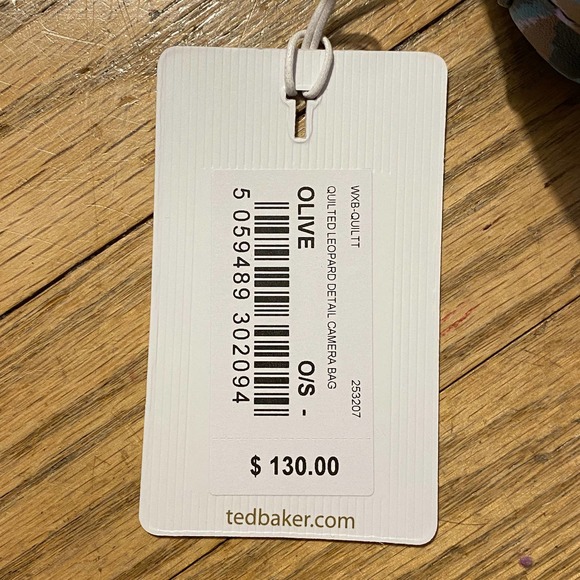 WXB-QUILTT 253207
QUILTED LEOPARD DETAIL CAMERA BAG
OLIVE O/S -
5 059489 302094
$ 130.00
tedbaker.com